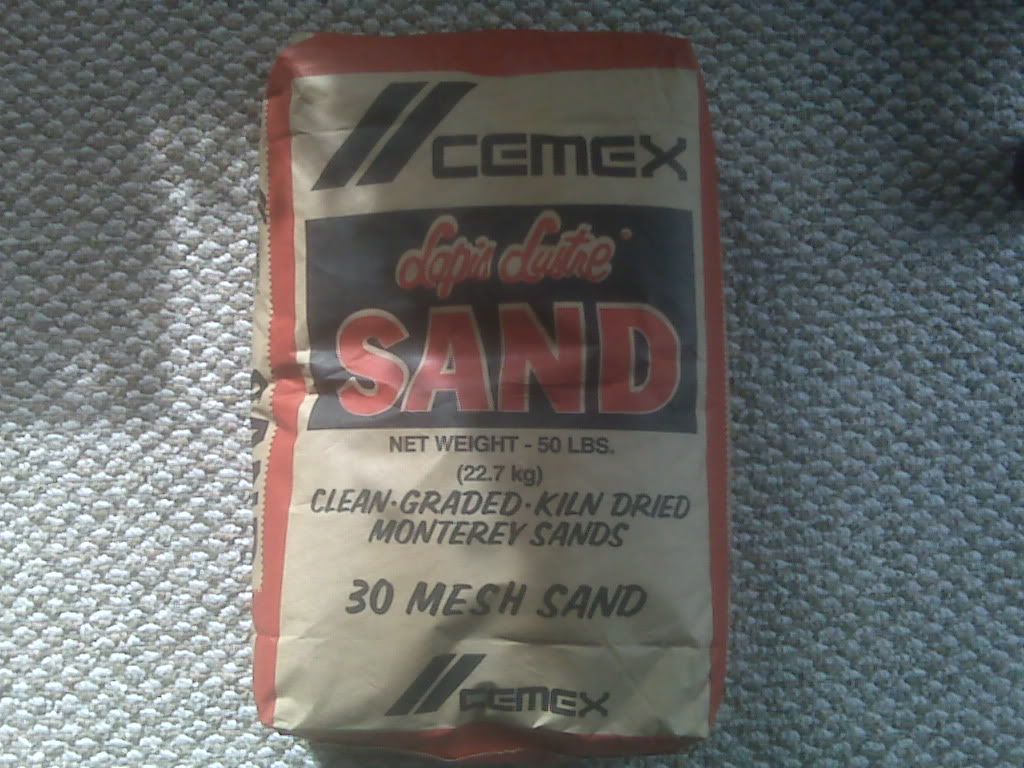 CEMEX
Lapis Lustre
SAND
NET WEIGHT - 50 LBS.
(22.7 kg)
CLEAN·GRADED·KILN DRIED
MONTEREY SANDS
30 MESH SAND
CEMEX